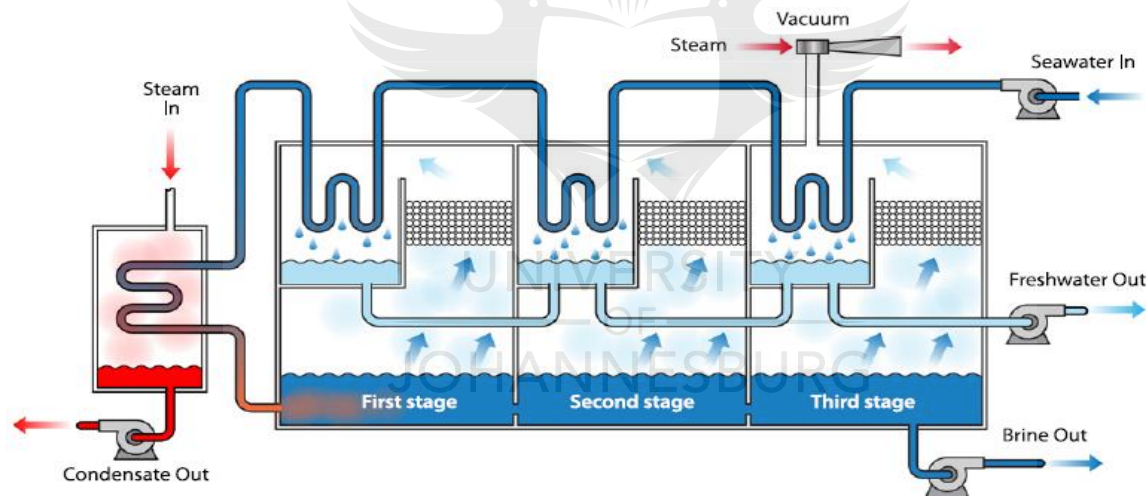 Vacuum
Steam
Seawater In
Steam
In
UNIVERSITY
OF
JOHANNESBURG
Freshwater Out
First stage
Second stage
Third stage
Brine Out
Condensate Out